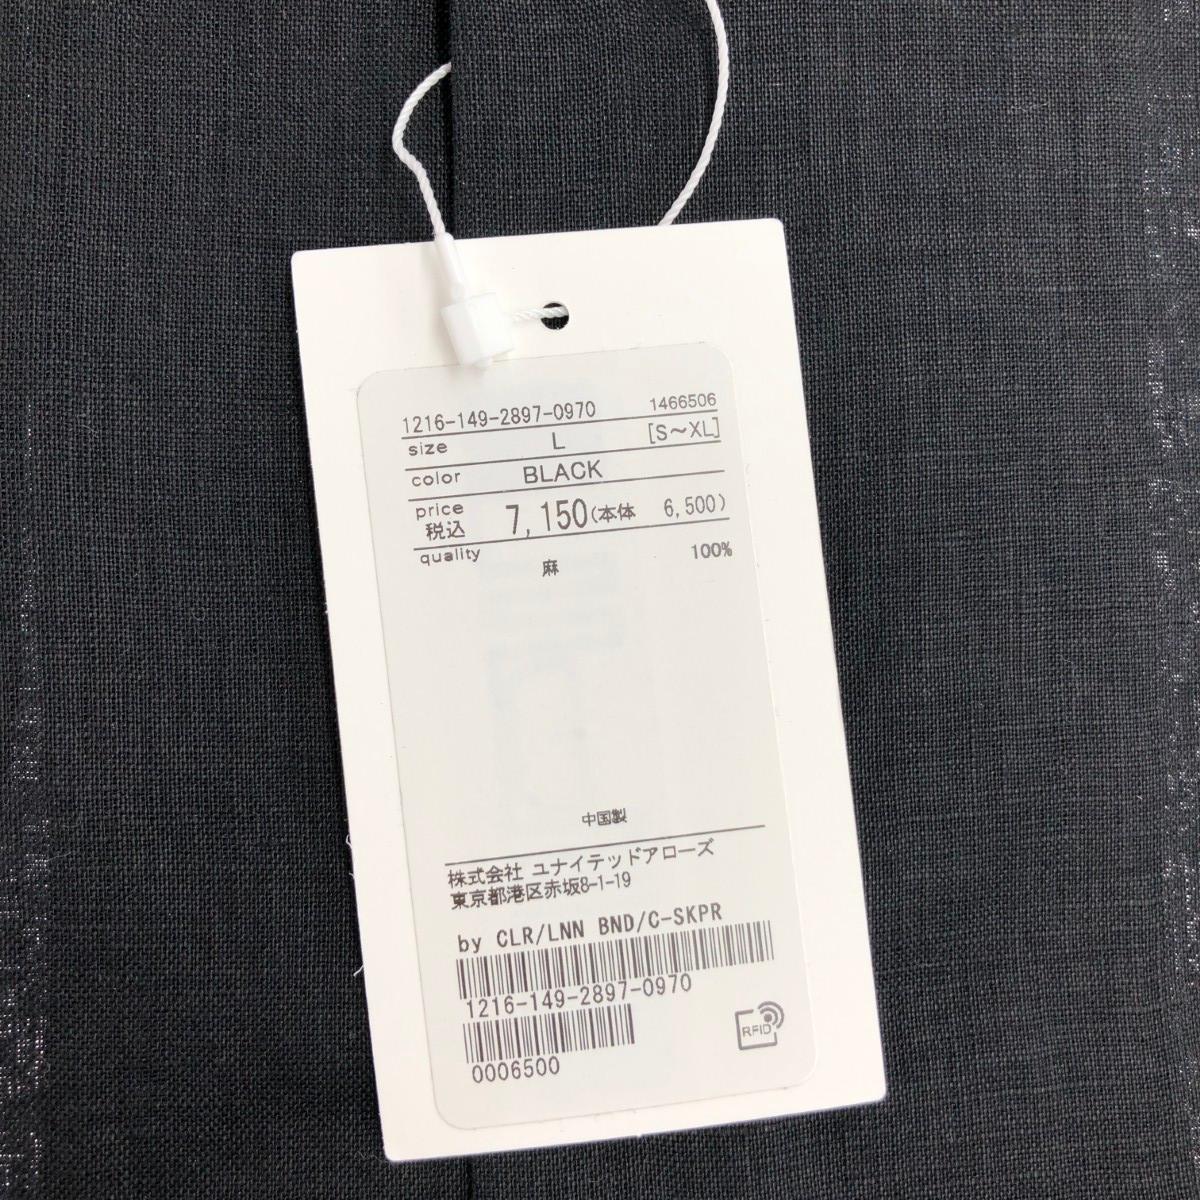 1216-149-2897-0970 1466506
size L [S〜XL]
color BLACK
price
税込 7,150(本体 6,500)
quality 麻 100%
中国製
株式会社 ユナイテッドアローズ
東京都港区赤坂8-1-19
by CLR/LNN BND/C-SKPR
1216-149-2897-0970
0006500
RFID